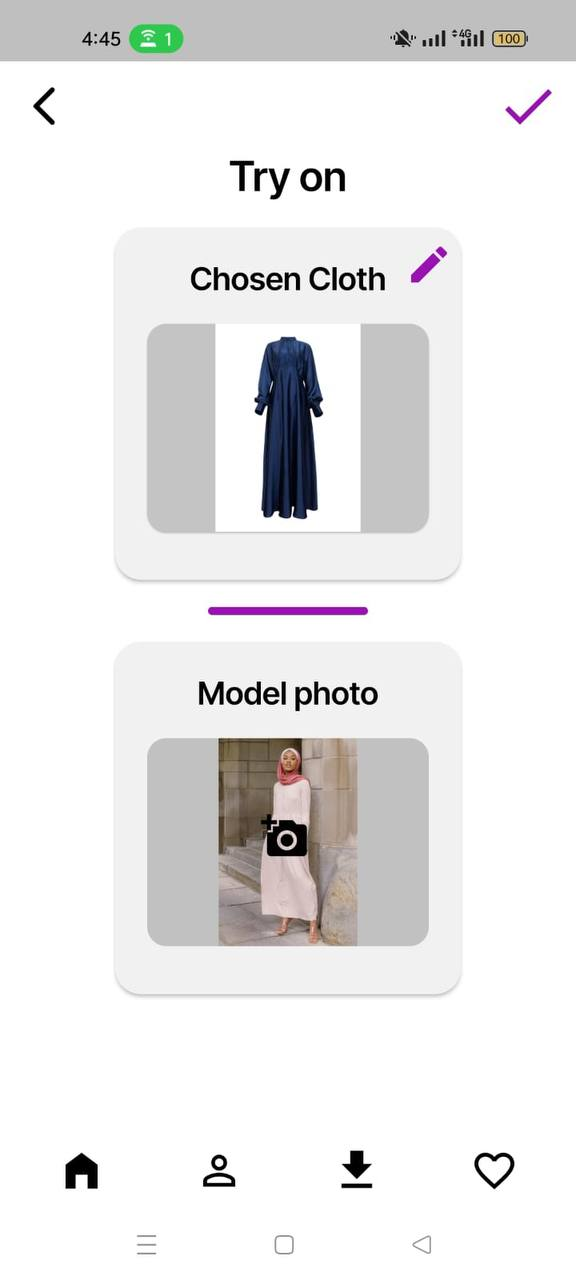 4:45 1 4G 100
Try on
Chosen Cloth
Model photo